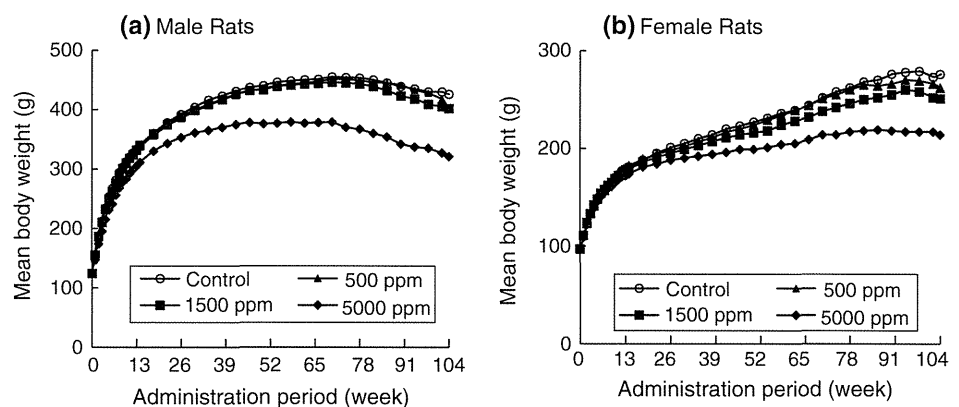 (a) Male Rats
Mean body weight (g)
500
400
300
200
100
0
Control
500 ppm
1500 ppm
5000 ppm
0 13 26 39 52 65 78 91 104
Administration period (week)
(b) Female Rats
Mean body weight (g)
300
200
100
0
Control
500 ppm
1500 ppm
5000 ppm
0 13 26 39 52 65 78 91 104
Administration period (week)